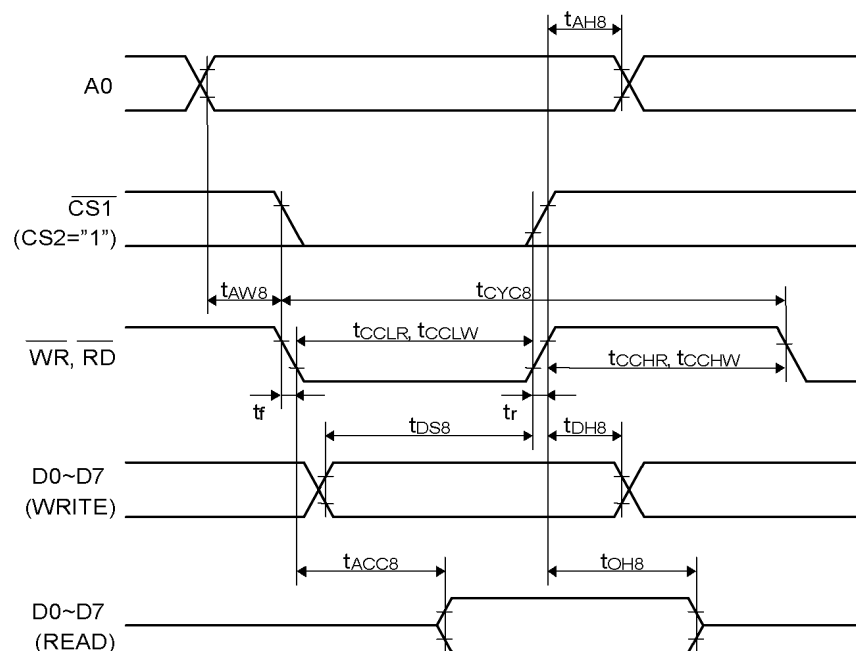 tAH8
A0
CS1
(CS2="1")
tAW8
tCYC8
tCCLR, tCCLW
WR, RD
tCCHR, tCCHW
tf
tr
tDS8
tDH8
D0~D7
(WRITE)
tACC8
tOH8
D0~D7
(READ)